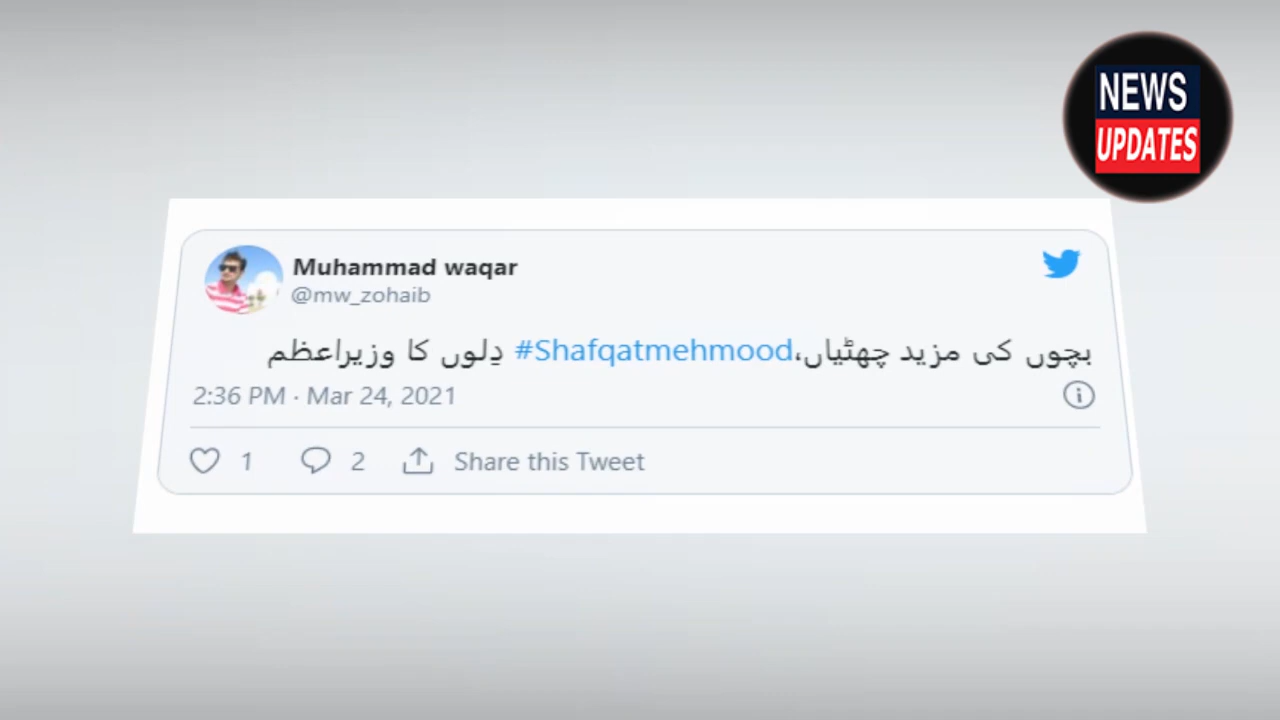 NEWS
UPDATES
Muhammad waqar
@mw_zohaib
بچوں کی مزید چھٹیاں،#Shafqatmehmood دِلوں کا وزیراعظم
2:36 PM · Mar 24, 2021
1 2 Share this Tweet